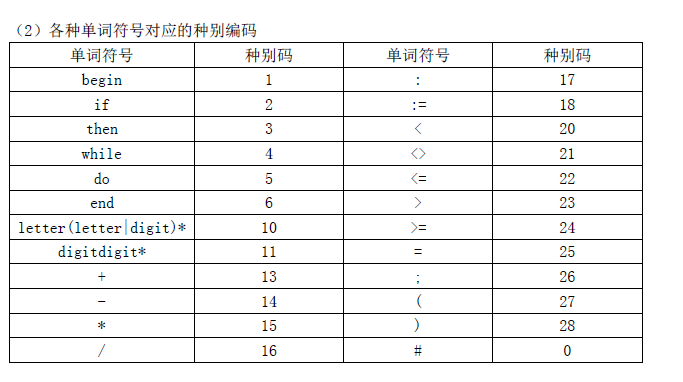 （2）各种单词符号对应的种别编码
单词符号 种别码 单词符号 种别码
begin 1 : 17
if 2 := 18
then 3 < 20
while 4 <> 21
do 5 <= 22
end 6 > 23
letter(letter|digit)* 10 >= 24
digitdigit* 11 = 25
+ 13 ; 26
- 14 ( 27
* 15 ) 28
/ 16 # 0